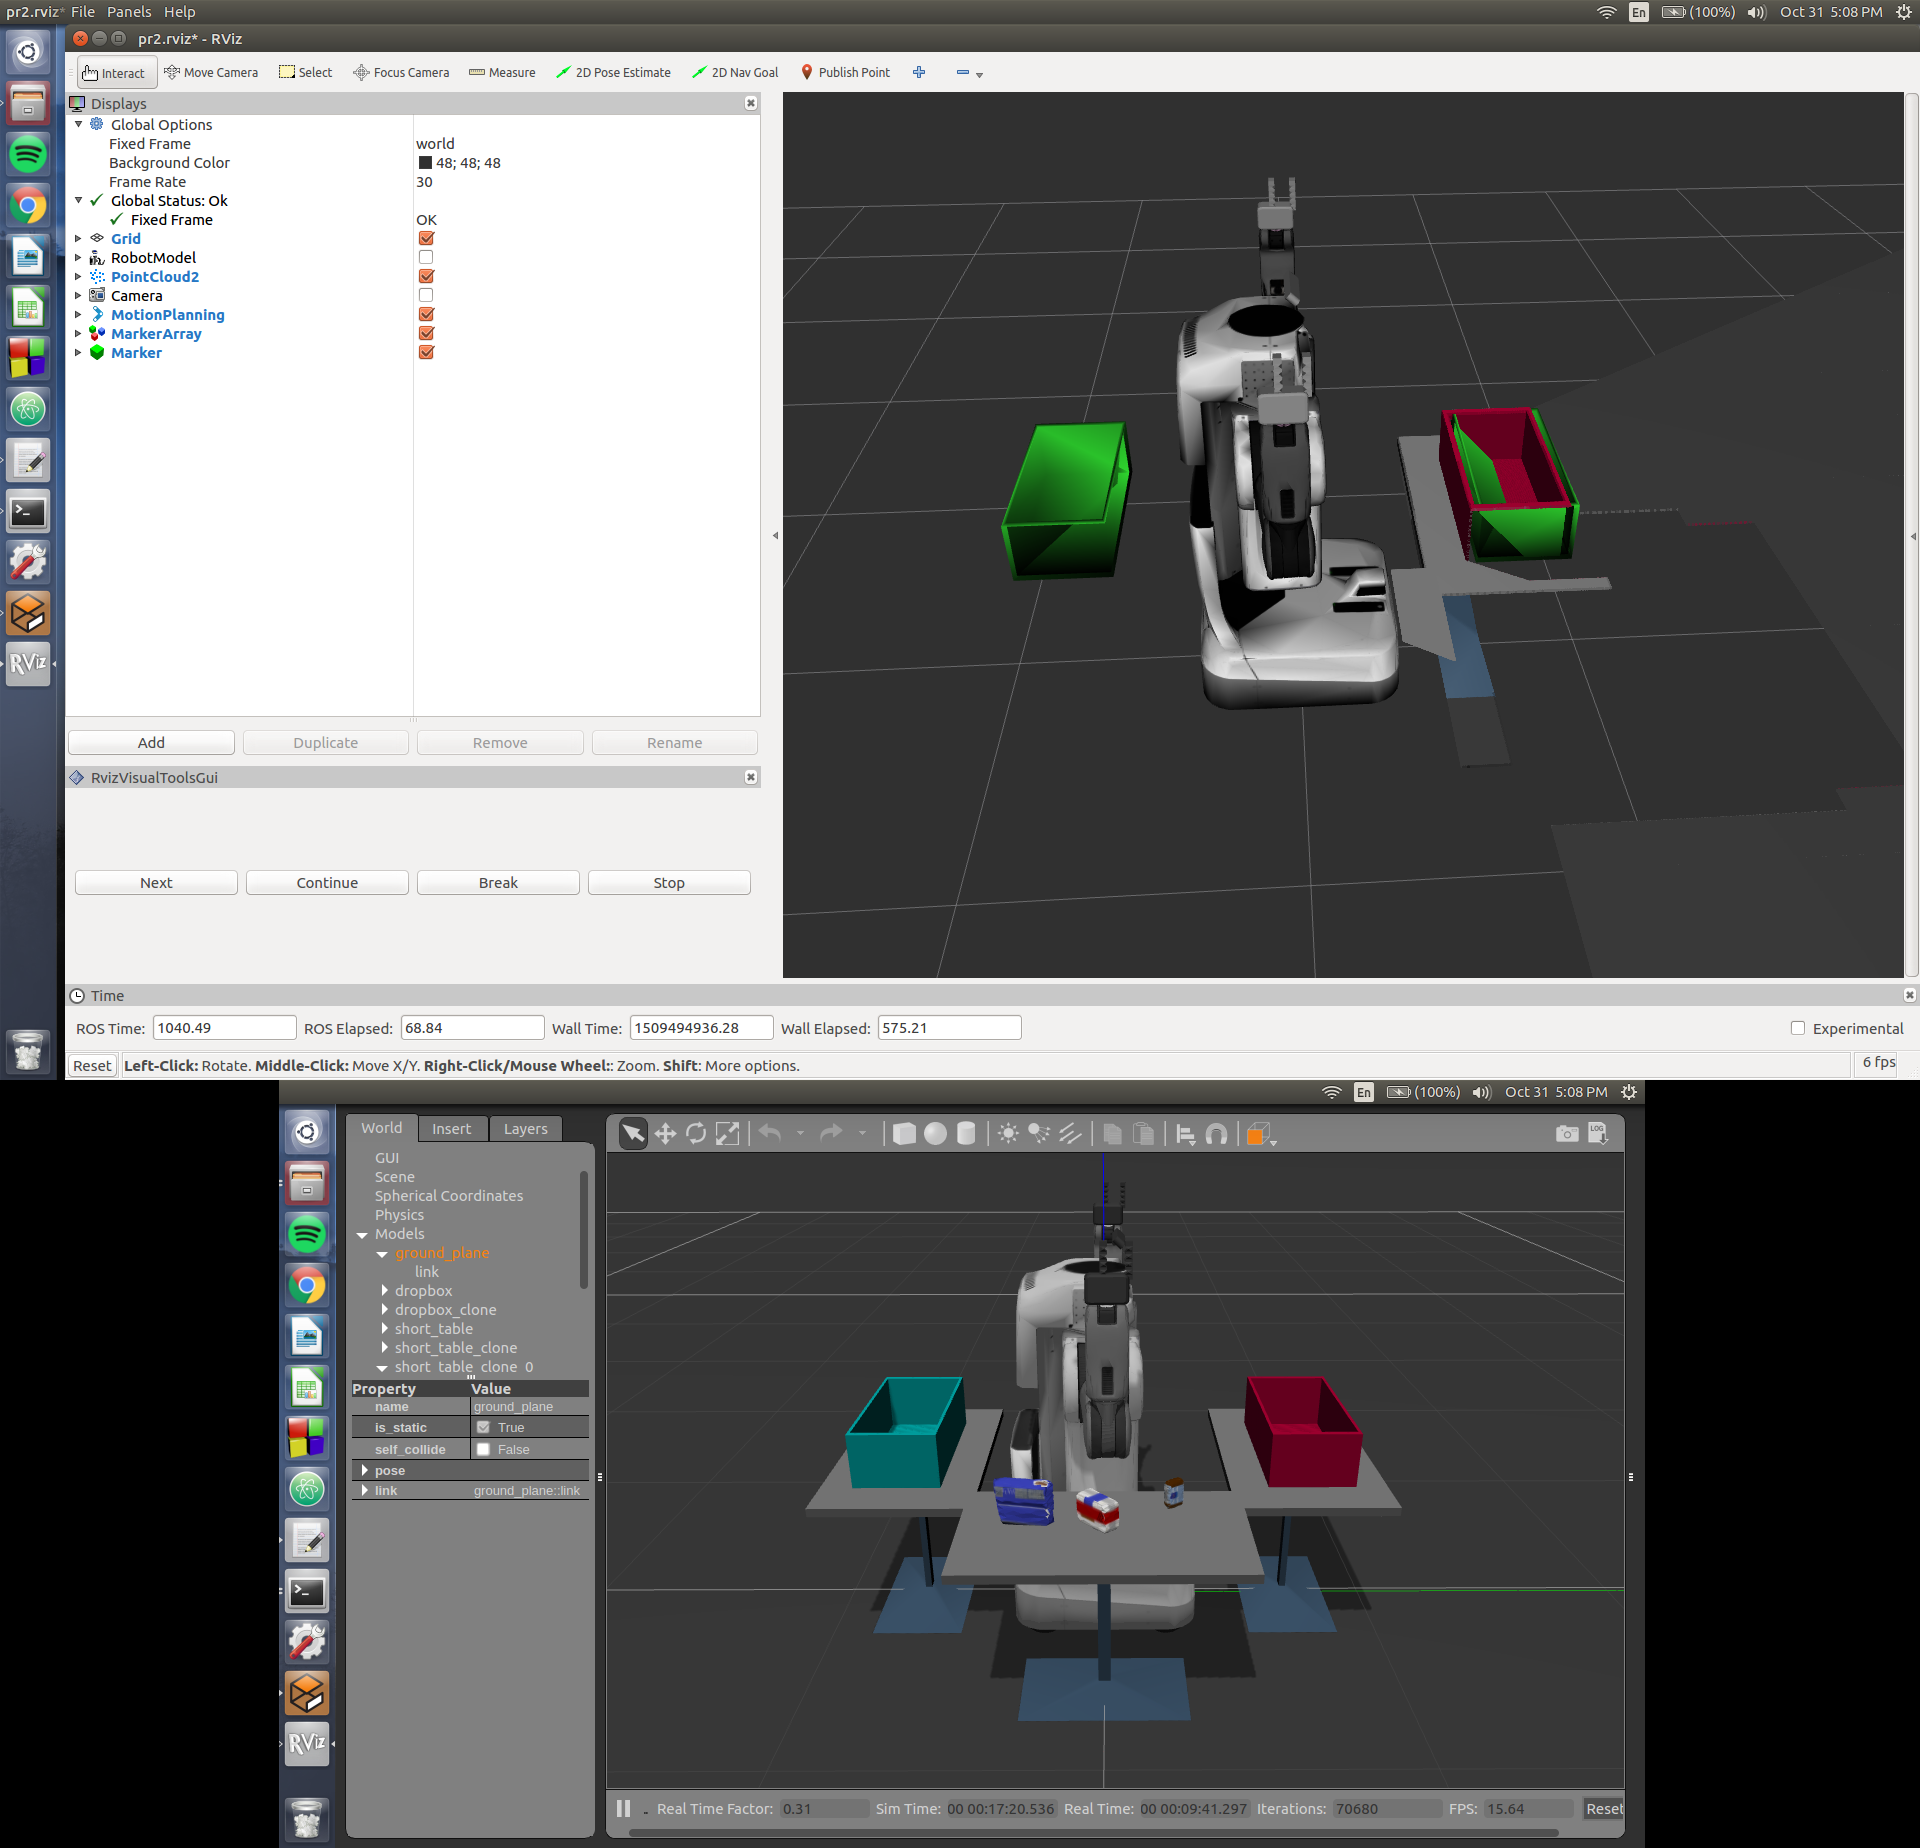 pr2.rviz* File Panels Help
En (100%) Oct 31 5:08 PM
pr2.rviz* - RViz
Interact Move Camera Select Focus Camera Measure 2D Pose Estimate 2D Nav Goal Publish Point
Displays
Global Options
Fixed Frame world
Background Color 48; 48; 48
Frame Rate 30
Global Status: Ok
Fixed Frame OK
Grid
RobotModel
PointCloud2
Camera
MotionPlanning
MarkerArray
Marker
Add Duplicate Remove Rename
RvizVisualToolsGui
Next Continue Break Stop
RViz
Time
ROS Time: 1040.49 ROS Elapsed: 68.84 Wall Time: 1509494936.28 Wall Elapsed: 575.21 Experimental
Reset Left-Click: Rotate. Middle-Click: Move X/Y. Right-Click/Mouse Wheel:: Zoom. Shift: More options. 6 fps
En (100%) Oct 31 5:08 PM
World Insert Layers
LOG
GUI
Scene
Spherical Coordinates
Physics
Models
ground_plane
link
dropbox
dropbox_clone
short_table
short_table_clone
short_table_clone_0
Property Value
name ground_plane
is_static True
self_collide False
pose
link ground_plane::link
RViz
Real Time Factor: 0.31 Sim Time: 00 00:17:20.536 Real Time: 00 00:09:41.297 Iterations: 70680 FPS: 15.64 Reset